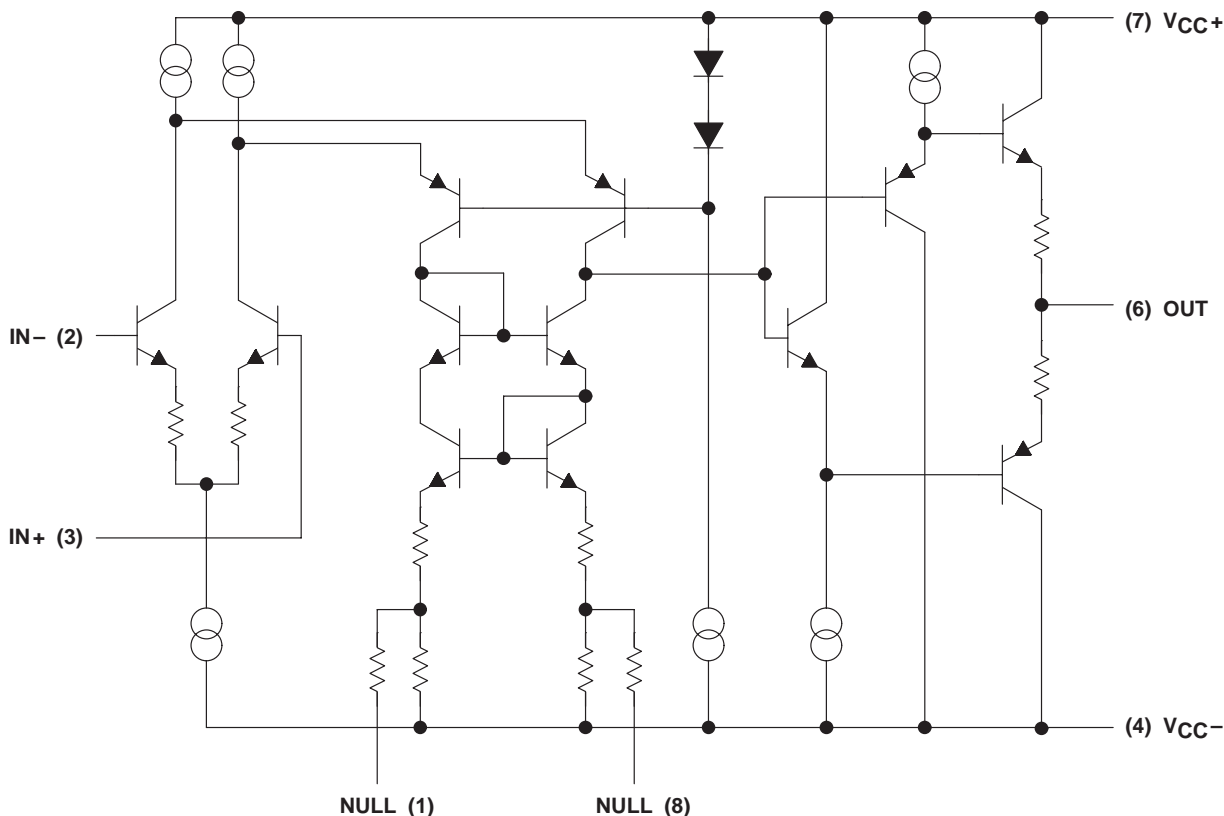 (7) VCC+
IN− (2)
(6) OUT
IN+ (3)
(4) VCC−
NULL (1)
NULL (8)